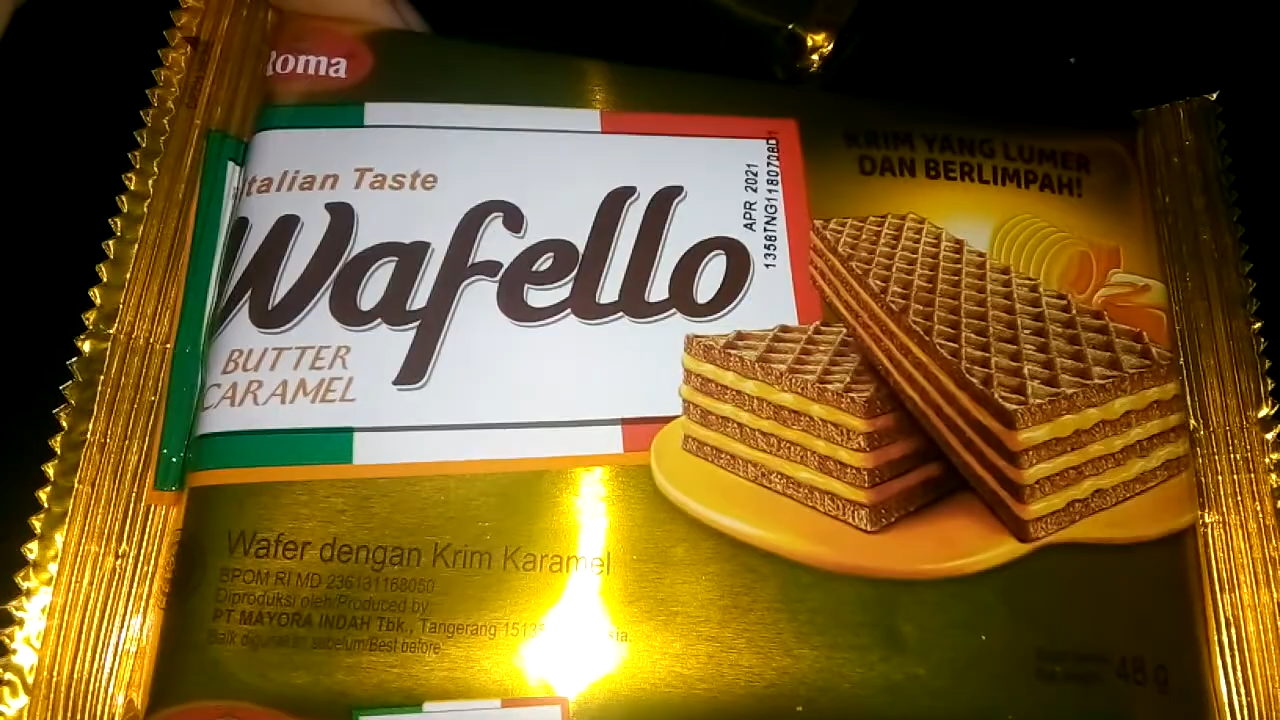 Roma
Italian Taste
Wafello
BUTTER
CARAMEL
APR 2021
KRIM YANG LUMER
DAN BERLIMPAH!
Wafer dengan Krim Karamel
BPOM RI MD 236131168050
Diproduksi oleh/Produced by
PT MAYORA INDAH Tbk., Tangerang
Baik digunakan sebelum/Best before
48 g